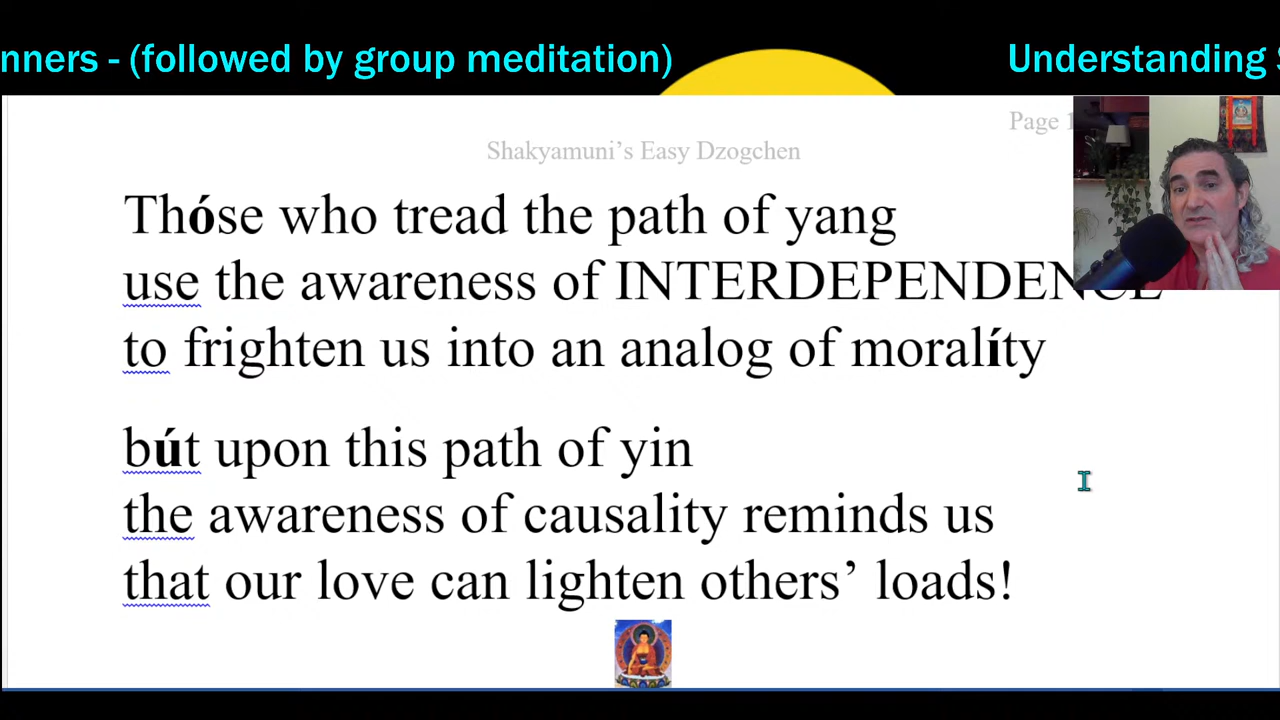 nners - (followed by group meditation) Understanding
Page
Shakyamuni’s Easy Dzogchen
Thóse who tread the path of yang
use the awareness of INTERDEPENDENCE
to frighten us into an analog of moralíty
bút upon this path of yin
the awareness of causality reminds us
that our love can lighten others’ loads!